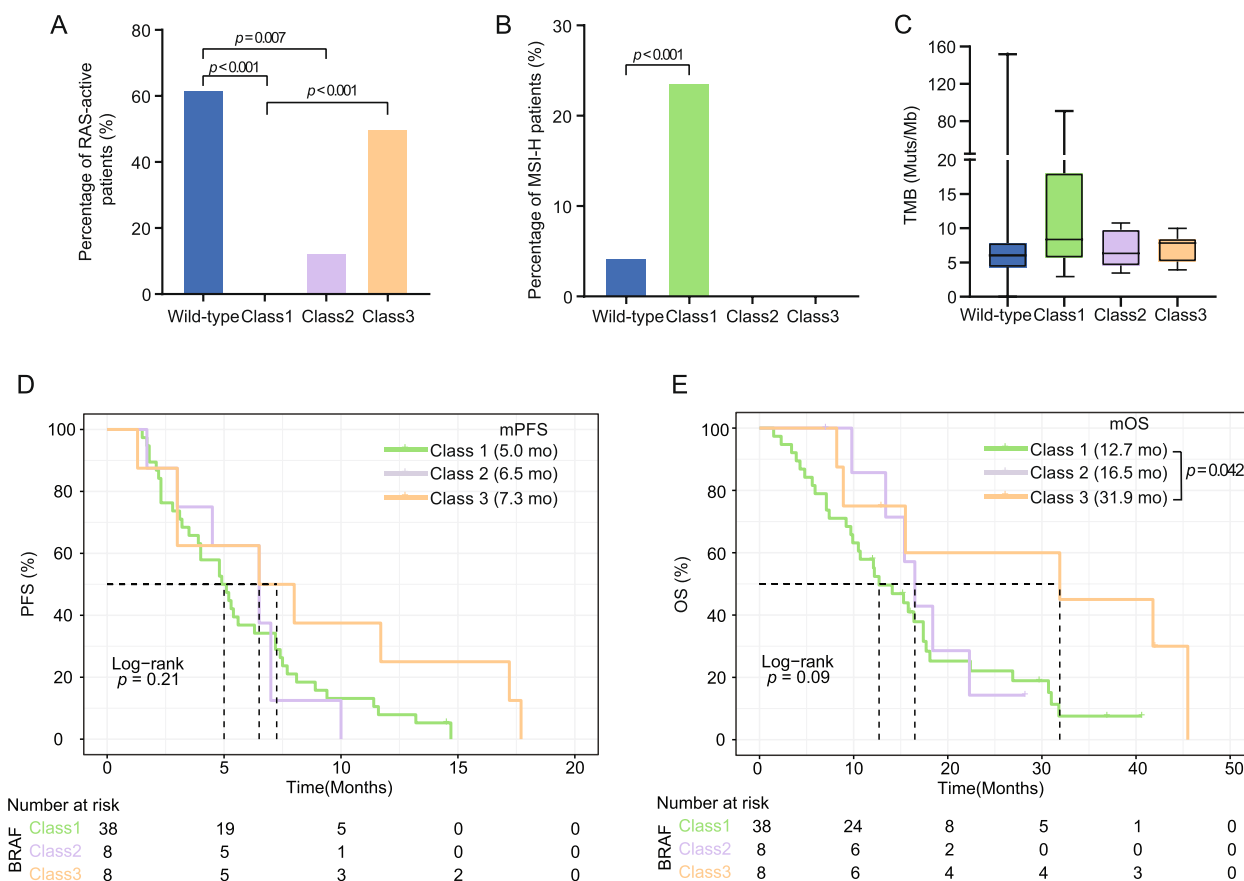 A
Percentage of RAS-active
patients (%)
80
60
40
20
0
p=0.007
p<0.001
p<0.001
Wild-type Class1 Class2 Class3
B
Percentage of MSI-H patients (%)
30
20
10
0
p<0.001
Wild-type Class1 Class2 Class3
C
TMB (Muts/Mb)
160
120
80
20
15
10
5
0
Wild-type Class1 Class2 Class3
D
PFS (%)
100
80
60
40
20
0
mPFS
Class 1 (5.0 mo)
Class 2 (6.5 mo)
Class 3 (7.3 mo)
Log-rank
p = 0.21
0 5 10 15 20
Time(Months)
Number at risk
BRAF
Class1 38 19 5 0 0
Class2 8 5 1 0 0
Class3 8 5 3 2 0
E
OS (%)
100
80
60
40
20
0
mOS
Class 1 (12.7 mo)
Class 2 (16.5 mo)
Class 3 (31.9 mo)
p=0.042
Log-rank
p = 0.09
0 10 20 30 40 50
Time(Months)
Number at risk
BRAF
Class1 38 24 8 5 1 0
Class2 8 6 2 0 0 0
Class3 8 6 4 4 3 0